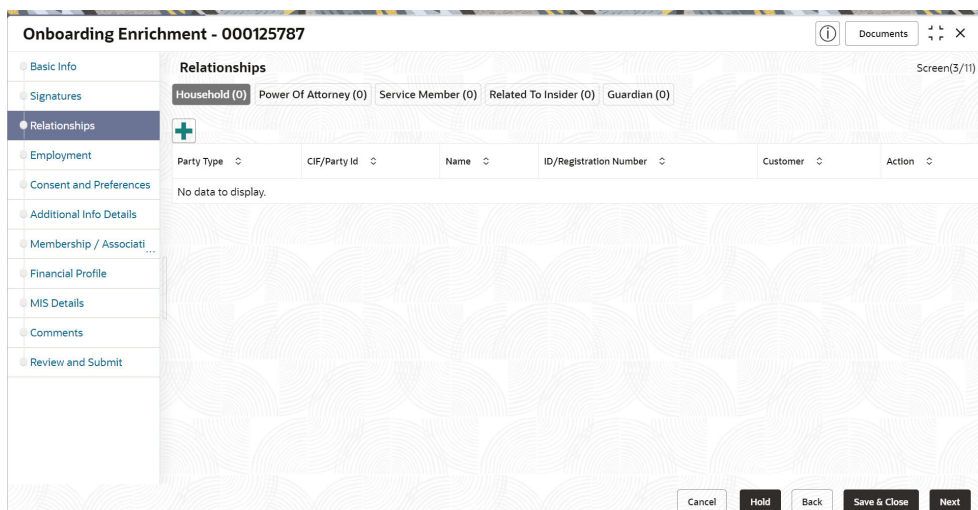 Onboarding Enrichment - 000125787
Documents
Basic Info
Signatures
Relationships
Employment
Consent and Preferences
Additional Info Details
Membership / Associati...
Financial Profile
MIS Details
Comments
Review and Submit
Relationships
Screen(3/11)
Household (0) Power Of Attorney (0) Service Member (0) Related To Insider (0) Guardian (0)
Party Type CIF/Party Id Name ID/Registration Number Customer Action
No data to display.
Cancel Hold Back Save & Close Next